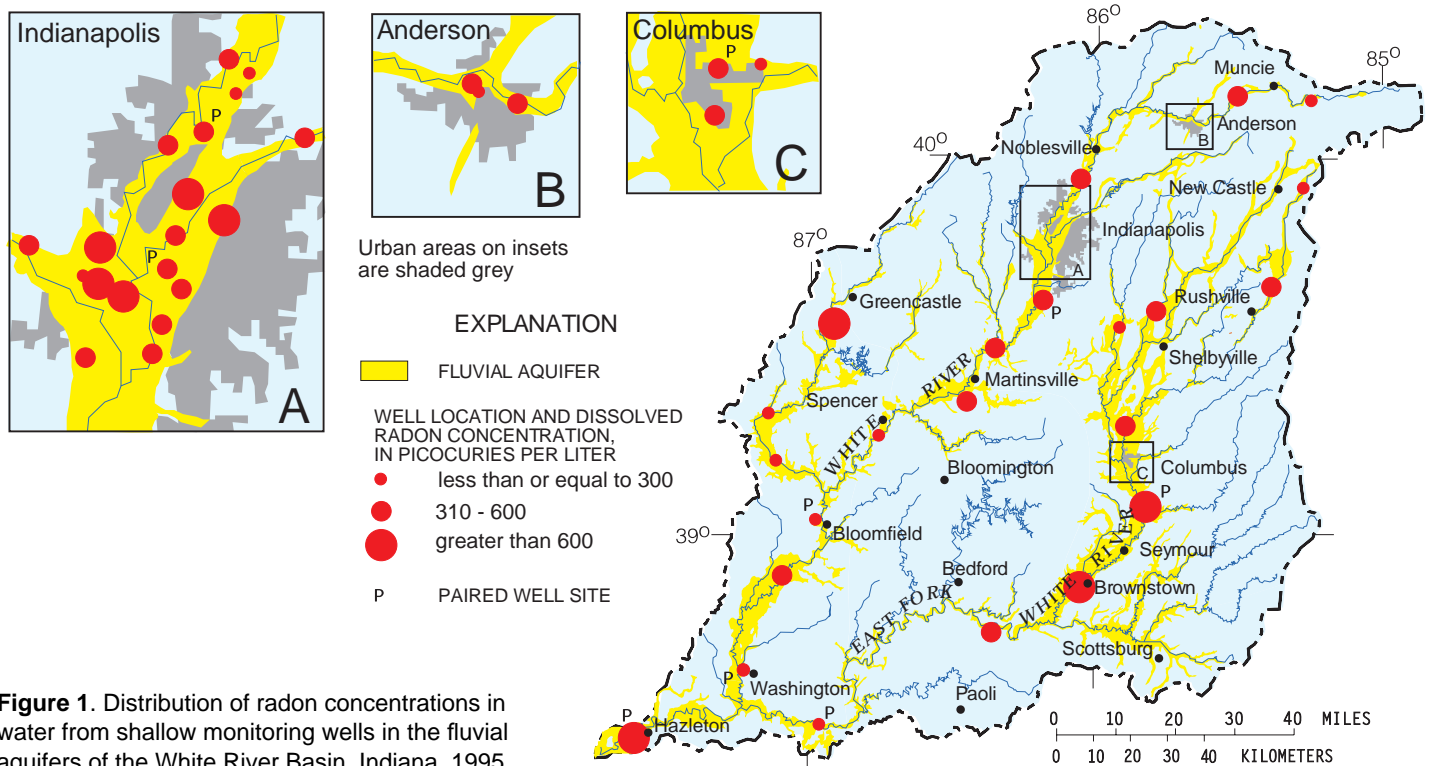 Indianapolis
P
P
A
Anderson
B
Columbus
P
C
Urban areas on insets
are shaded grey
EXPLANATION
FLUVIAL AQUIFER
WELL LOCATION AND DISSOLVED
RADON CONCENTRATION,
IN PICOCURIES PER LITER
less than or equal to 300
310 - 600
greater than 600
P PAIRED WELL SITE
86O
85O
Muncie
Anderson
B
40O
Noblesville
New Castle
87O
Indianapolis
A
Greencastle
P
Rushville
Shelbyville
WHITE RIVER
Martinsville
Spencer
Bloomington
Columbus
C
P
P
Bloomfield
39O
Seymour
Bedford
Brownstown
EAST FORK WHITE RIVER
Scottsburg
P
Washington
Paoli
P
P
Hazleton
0 10 20 30 40 MILES
0 10 20 30 40 KILOMETERS
Figure 1. Distribution of radon concentrations in
water from shallow monitoring wells in the fluvial
aquifers of the White River Basin, Indiana, 1995